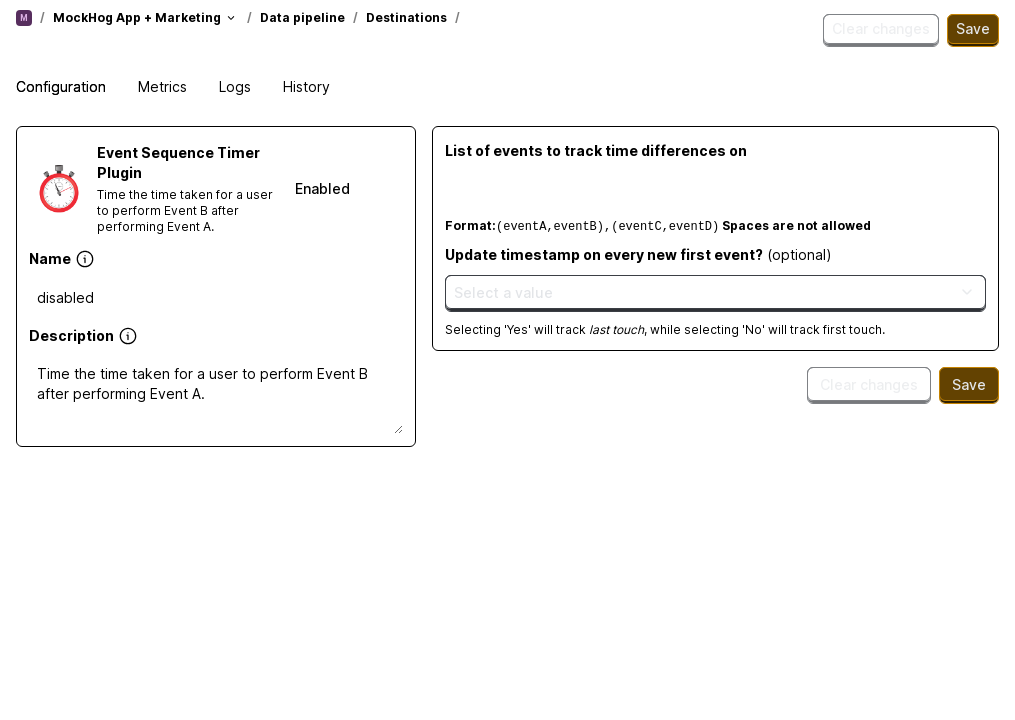 M / MockHog App + Marketing / Data pipeline / Destinations /
Clear changes Save
Configuration Metrics Logs History
Event Sequence Timer
Plugin
Time the time taken for a user
to perform Event B after
performing Event A.
Enabled
Name
disabled
Description
Time the time taken for a user to perform Event B
after performing Event A.
List of events to track time differences on
Format:(eventA,eventB),(eventC,eventD) Spaces are not allowed
Update timestamp on every new first event? (optional)
Select a value
Selecting 'Yes' will track last touch, while selecting 'No' will track first touch.
Clear changes Save